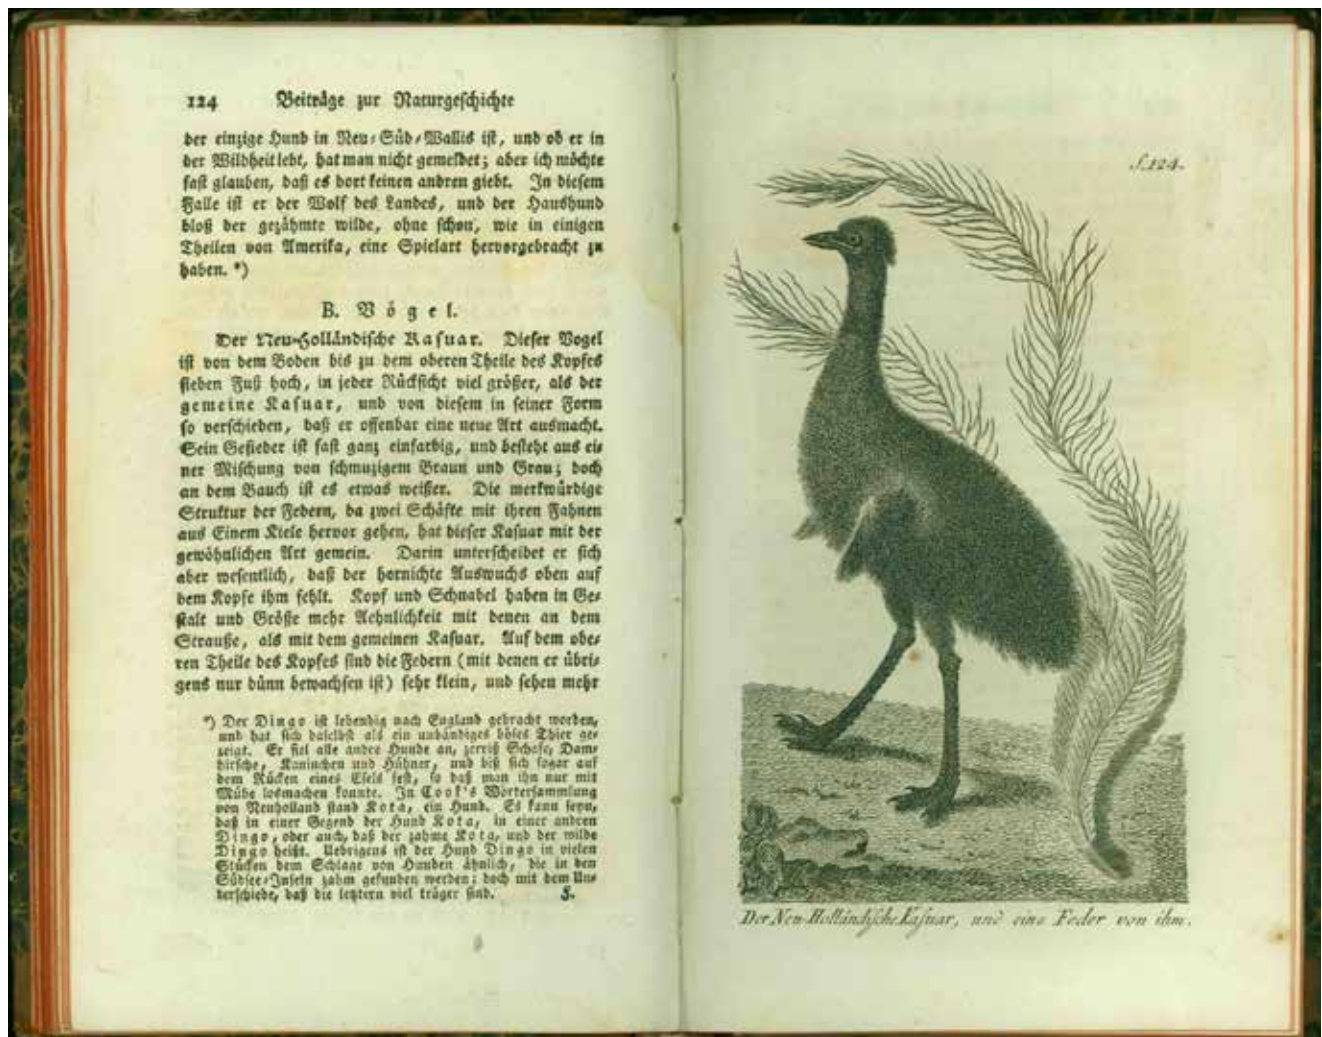 124 Beiträge zur Naturgeschichte
der einzige Hund in Neu-Süd-Wallis ist, und ob er in
der Wildheit lebt, hat man nicht gemeldet; aber ich möchte
fast glauben, daß es dort keinen andren giebt. In diesem
Falle ist er der Wolf des Landes, und der Haushund
bloß der gezähmte wilde, ohne schon, wie in einigen
Theilen von Amerika, eine Spielart hervorgebracht zu
haben. *)
B. Vögel.
Der Neu-Holländische Kasuar. Dieser Vogel
ist von dem Boden bis zu dem oberen Theile des Kopfes
sieben Fuß hoch, in jeder Rücksicht viel größer, als der
gemeine Kasuar, und von diesem in seiner Form
so verschieden, daß er offenbar eine neue Art ausmacht.
Sein Gefieder ist fast ganz einfarbig, und besteht aus ei-
ner Mischung von schmuzigem Braun und Grau; doch
an dem Bauch ist es etwas weißer. Die merkwürdige
Struktur der Federn, da zwei Schäfte mit ihren Fahnen
aus Einem Kiele hervor gehen, hat dieser Kasuar mit der
gewöhnlichen Art gemein. Darin unterscheidet er sich
aber wesentlich, daß der hornichte Auswuchs oben auf
dem Kopfe ihm fehlt. Kopf und Schnabel haben in Ge-
stalt und Größe mehr Aehnlichkeit mit denen an dem
Strauße, als mit dem gemeinen Kasuar. Auf dem obe-
ren Theile des Kopfes sind die Federn (mit denen er übri-
gens nur dünn bewachsen ist) sehr klein, und sehen mehr
*) Der Dingo ist lebendig nach England gebracht worden,
und hat sich daselbst als ein unbändiges böses Thier ge-
zeigt. Er fiel alle andre Hunde an, zerriß Schafe, Dam-
hirsche, Kaninchen und Hühner, und biß sich sogar auf
dem Rücken eines Esels fest, so daß man ihn nur mit
Mühe losmachen konnte. In Cook's Wörtersammlung
von Neuholland stand Kota, ein Hund. Es kann seyn,
daß in einer Gegend der Hund Kota, in einer andren
Dingo, oder auch, daß der zahme Kota, und der wilde
Dingo heißt. Uebrigens ist der Hund Dingo in vielen
Stücken dem Schlage von Hunden ähnlich, die in den
Südsee-Inseln zahm gefunden werden; doch mit dem Un-
terschiede, daß die letztern viel träger sind. F.
S. 124.
Der Neu-Holländische Kasuar, und eine Feder von ihm.